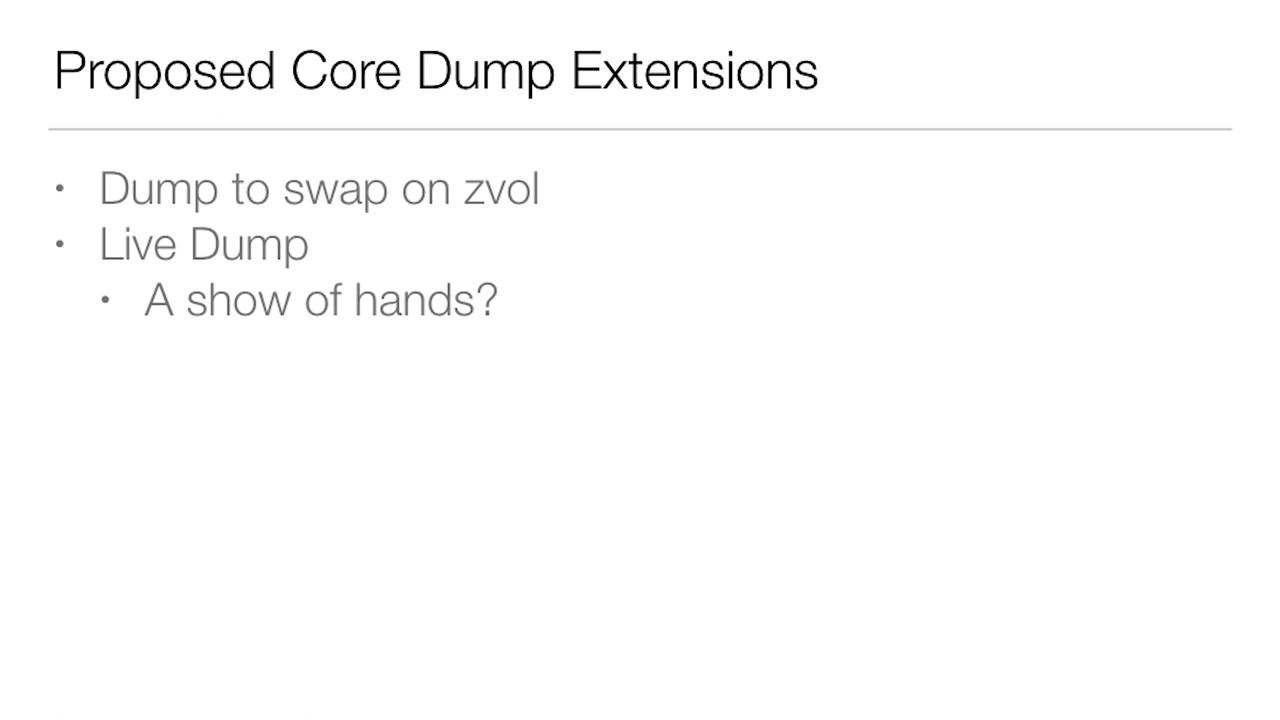 Proposed Core Dump Extensions
• Dump to swap on zvol
• Live Dump
• A show of hands?